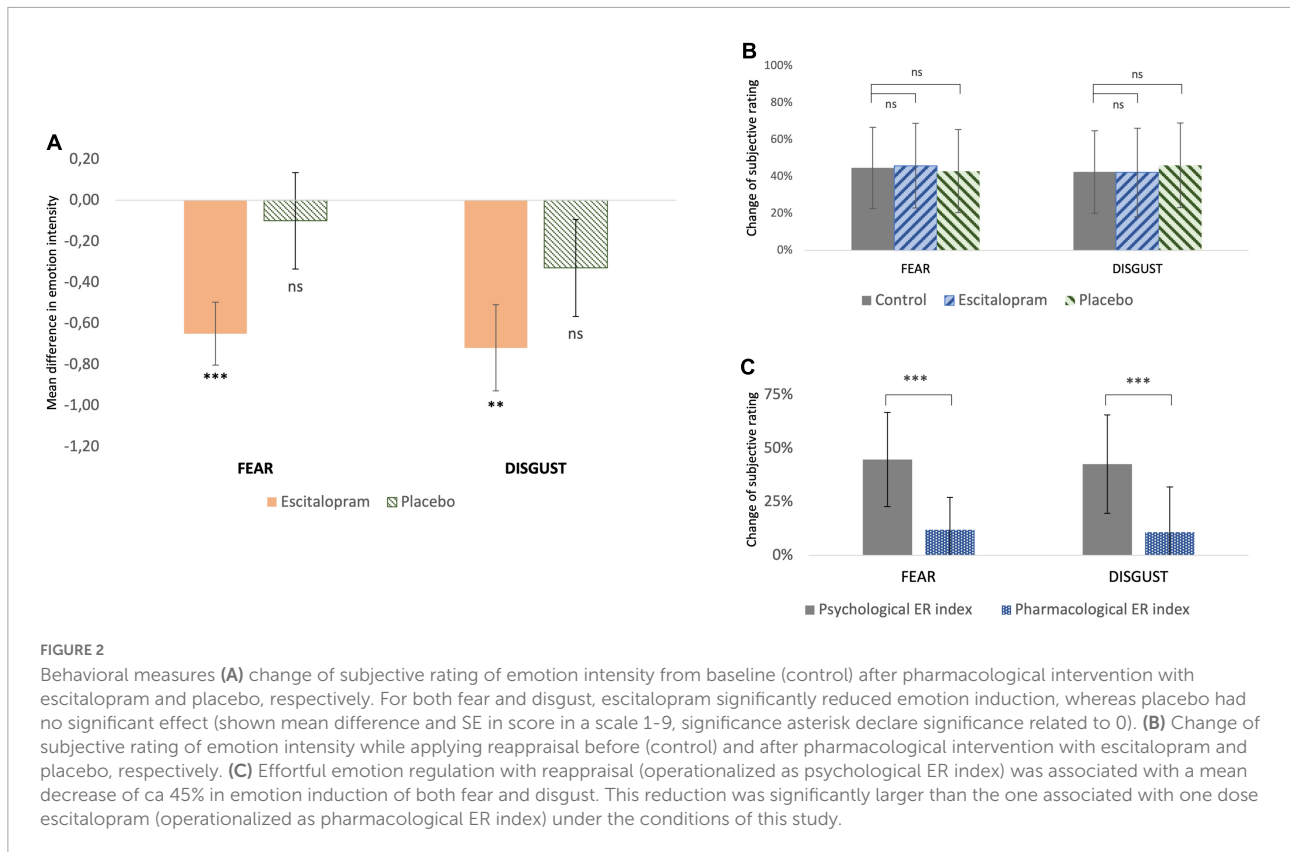 A
Mean difference in emotion intensity
0,20
0,00
-0,20
-0,40
-0,60
-0,80
-1,00
-1,20
ns
ns
***
**
FEAR DISGUST
Escitalopram Placebo
B
Change of subjective rating
100%
80%
60%
40%
20%
0%
ns ns
ns ns
FEAR DISGUST
Control Escitalopram Placebo
C
Change of subjective rating
75%
50%
25%
0%
*** ***
FEAR DISGUST
Psychological ER index Pharmacological ER index
FIGURE 2
Behavioral measures (A) change of subjective rating of emotion intensity from baseline (control) after pharmacological intervention with
escitalopram and placebo, respectively. For both fear and disgust, escitalopram significantly reduced emotion induction, whereas placebo had
no significant effect (shown mean difference and SE in score in a scale 1-9, significance asterisk declare significance related to 0). (B) Change of
subjective rating of emotion intensity while applying reappraisal before (control) and after pharmacological intervention with escitalopram and
placebo, respectively. (C) Effortful emotion regulation with reappraisal (operationalized as psychological ER index) was associated with a mean
decrease of ca 45% in emotion induction of both fear and disgust. This reduction was significantly larger than the one associated with one dose
escitalopram (operationalized as pharmacological ER index) under the conditions of this study.